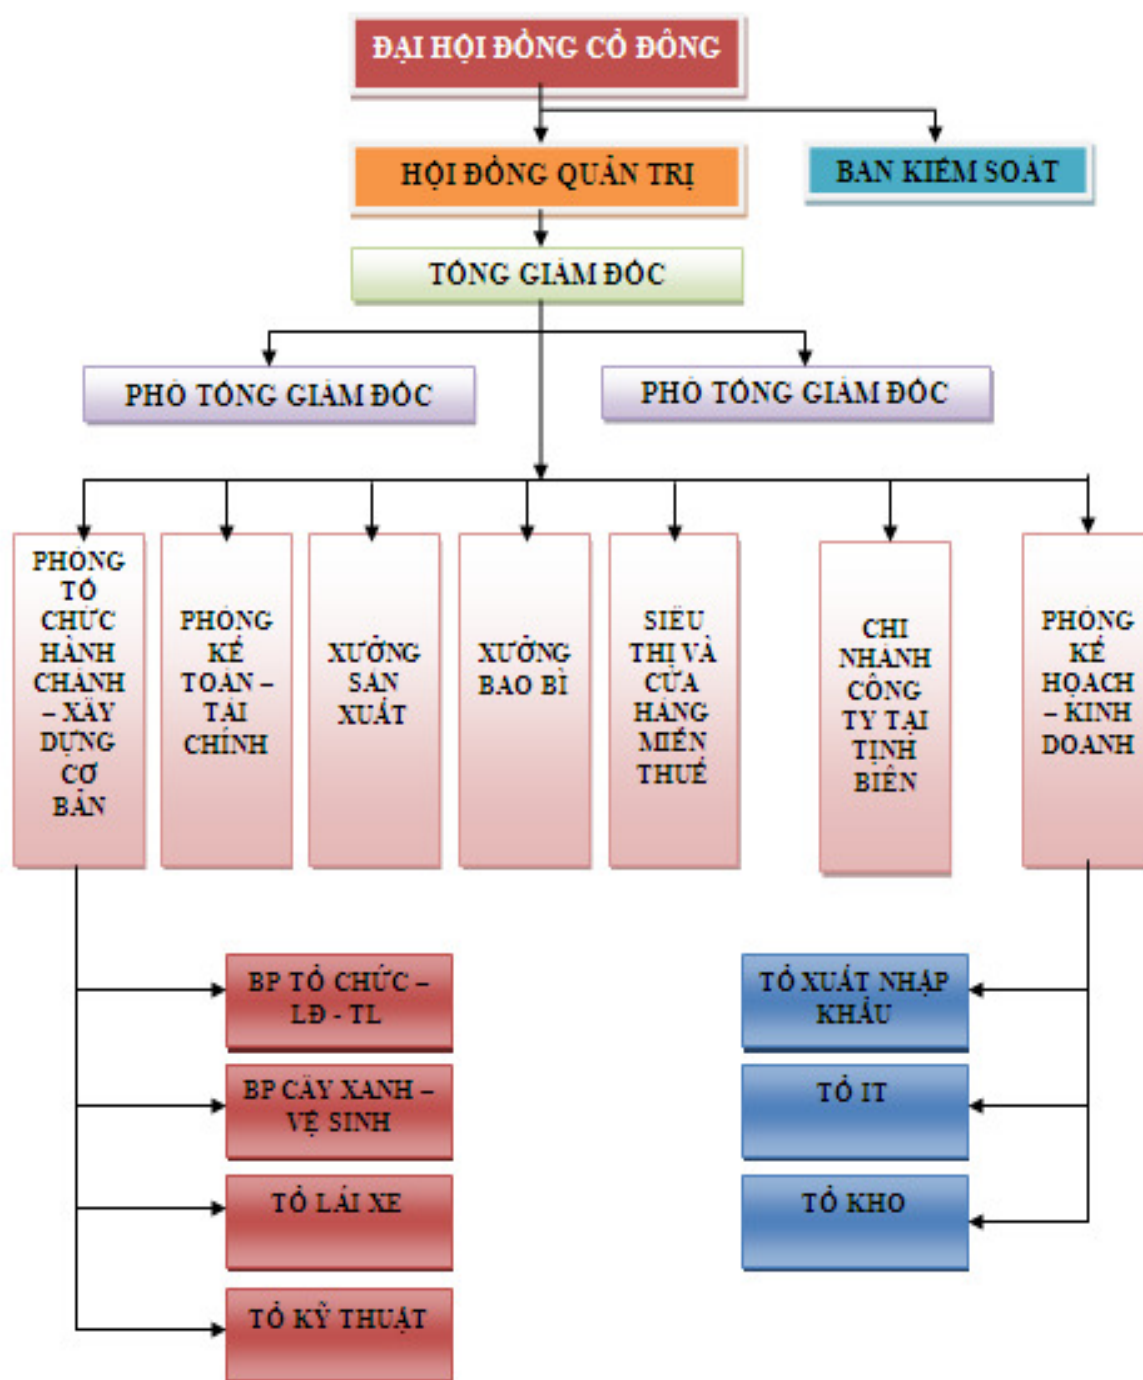 ĐẠI HỘI ĐỒNG CỔ ĐÔNG
HỘI ĐỒNG QUẢN TRỊ
BAN KIỂM SOÁT
TỔNG GIÁM ĐỐC
PHÓ TỔNG GIÁM ĐỐC
PHÓ TỔNG GIÁM ĐỐC
PHÒNG
TỔ
CHỨC
HÀNH
CHÁNH
– XÂY
DỰNG
CƠ
BẢN
PHÒNG
KẾ
TOÁN –
TÀI
CHÍNH
XƯỞNG
SẢN
XUẤT
XƯỞNG
BAO BÌ
SIÊU
THỊ VÀ
CỬA
HÀNG
MIỄN
THUẾ
CHI
NHÁNH
CÔNG
TY TẠI
TỊNH
BIÊN
PHÒNG
KẾ
HOẠCH
– KINH
DOANH
BP TỔ CHỨC –
LĐ - TL
BP CÂY XANH –
VỆ SINH
TỔ LÁI XE
TỔ KỸ THUẬT
TỔ XUẤT NHẬP
KHẨU
TỔ IT
TỔ KHO